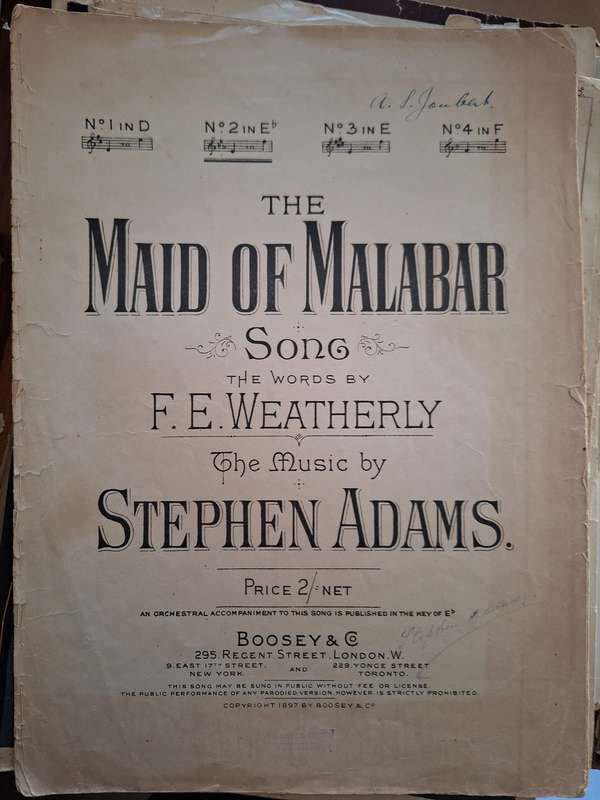 A. S. Joubert.
No. 1 IN D No. 2 IN E♭ No. 3 IN E No. 4 IN F
THE
MAID OF MALABAR
SONG
THE WORDS BY
F. E. WEATHERLY
The Music by
STEPHEN ADAMS.
PRICE 2/= NET
AN ORCHESTRAL ACCOMPANIMENT TO THIS SONG IS PUBLISHED IN THE KEY OF E♭
Stephen Adams
BOOSEY & Co.
295, REGENT STREET, LONDON, W.
9, EAST 17TH STREET, AND 229, YONGE STREET
NEW YORK. TORONTO.
THIS SONG MAY BE SUNG IN PUBLIC WITHOUT FEE OR LICENSE.
THE PUBLIC PERFORMANCE OF ANY PARODIED VERSION, HOWEVER, IS STRICTLY PROHIBITED.
COPYRIGHT 1897 BY BOOSEY & Co